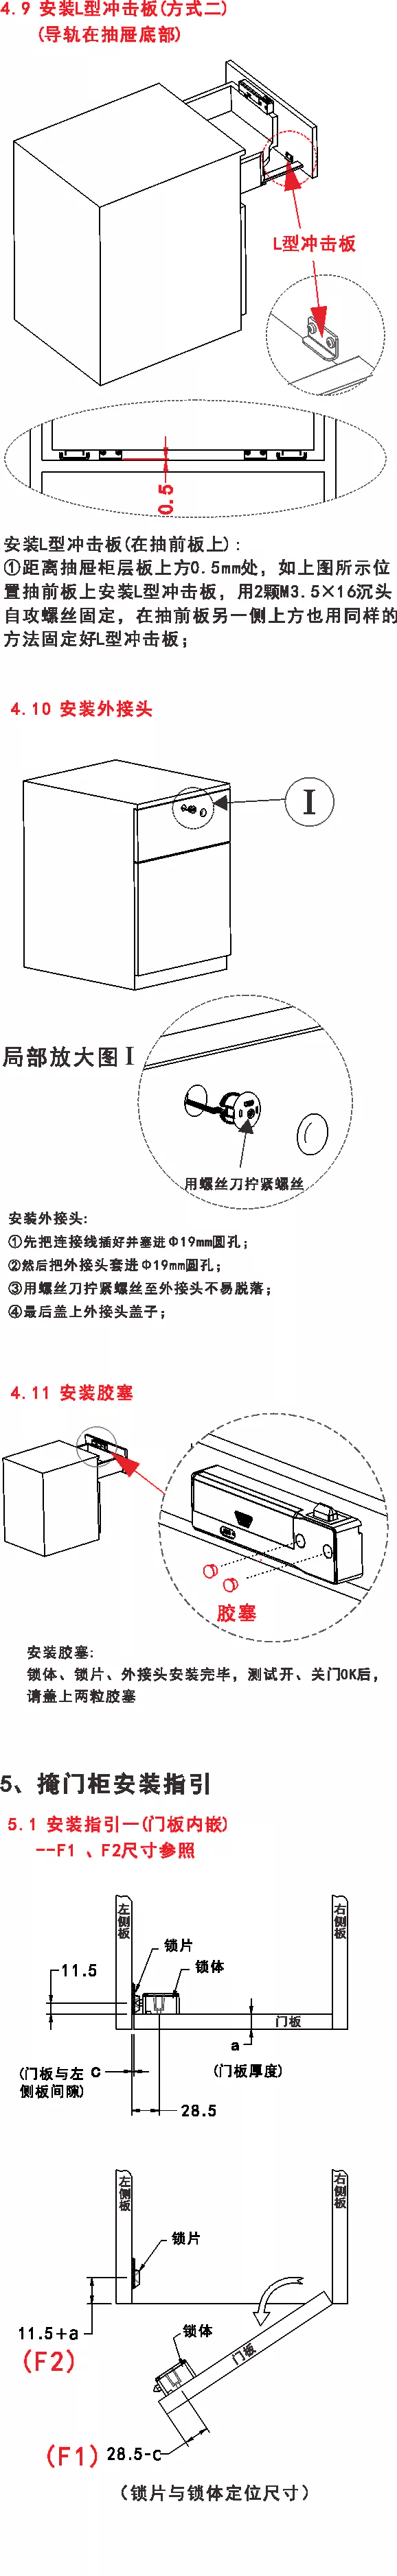 4.9 安装L型冲击板(方式二)
(导轨在抽屉底部)
L型冲击板
0.5
安装L型冲击板(在抽前板上)：
①距离抽屉柜层板上方0.5mm处，如上图所示位
置抽前板上安装L型冲击板，用2颗M3.5×16沉头
自攻螺丝固定，在抽前板另一侧上方也用同样的
方法固定好L型冲击板；
4.10 安装外接头
I
局部放大图 I
用螺丝刀拧紧螺丝
安装外接头:
①先把连接线插好并塞进Φ19mm圆孔；
②然后把外接头套进Φ19mm圆孔；
③用螺丝刀拧紧螺丝至外接头不易脱落；
④最后盖上外接头盖子；
4.11 安装胶塞
胶塞
安装胶塞:
锁体、锁片、外接头安装完毕，测试开、关门OK后，
请盖上两粒胶塞
5、掩门柜安装指引
5.1 安装指引一(门板内嵌)
--F1 、F2尺寸参照
左侧板
右侧板
锁片
锁体
11.5
门板
a
(门板与左 C
侧板间隙)
(门板厚度)
28.5
左侧板
右侧板
锁片
11.5+a
(F2)
锁体
门板
(F1) 28.5-c
（锁片与锁体定位尺寸）